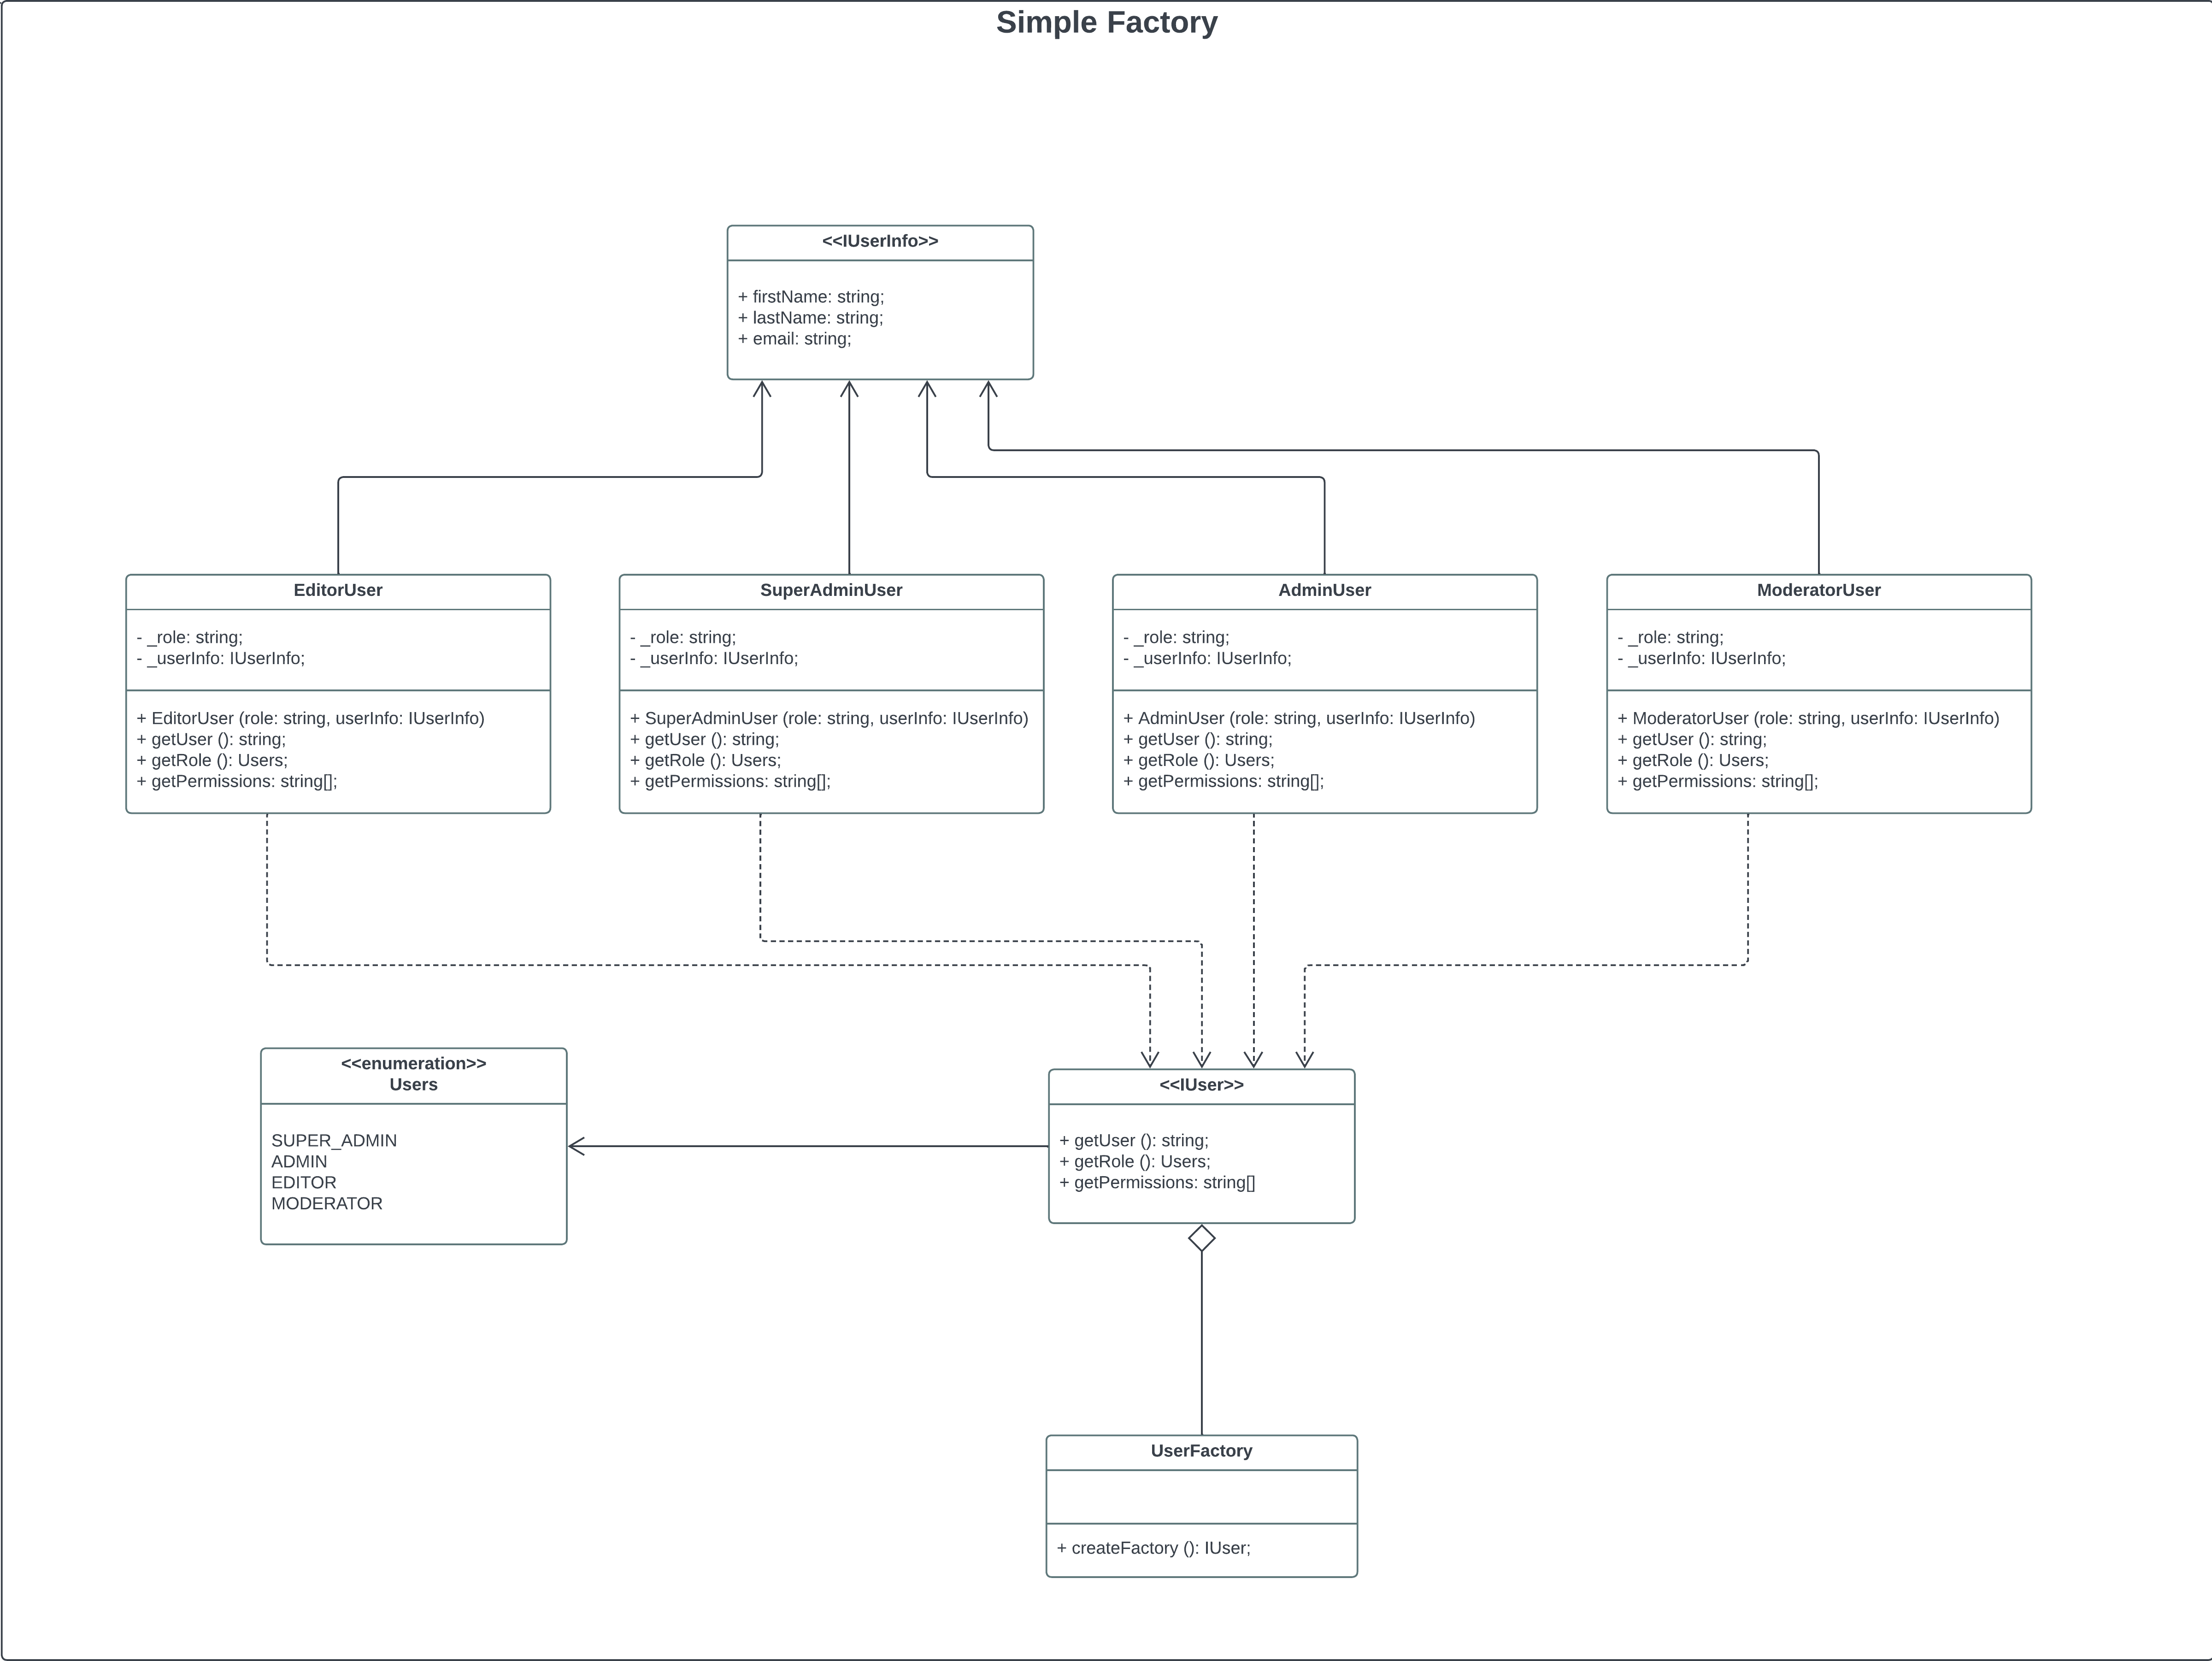 Simple Factory
<<IUserInfo>>
+ firstName: string;
+ lastName: string;
+ email: string;
EditorUser
- _role: string;
- _userInfo: IUserInfo;
+ EditorUser (role: string, userInfo: IUserInfo)
+ getUser (): string;
+ getRole (): Users;
+ getPermissions: string[];
SuperAdminUser
- _role: string;
- _userInfo: IUserInfo;
+ SuperAdminUser (role: string, userInfo: IUserInfo)
+ getUser (): string;
+ getRole (): Users;
+ getPermissions: string[];
AdminUser
- _role: string;
- _userInfo: IUserInfo;
+ AdminUser (role: string, userInfo: IUserInfo)
+ getUser (): string;
+ getRole (): Users;
+ getPermissions: string[];
ModeratorUser
- _role: string;
- _userInfo: IUserInfo;
+ ModeratorUser (role: string, userInfo: IUserInfo)
+ getUser (): string;
+ getRole (): Users;
+ getPermissions: string[];
<<enumeration>>
Users
SUPER_ADMIN
ADMIN
EDITOR
MODERATOR
<<IUser>>
+ getUser (): string;
+ getRole (): Users;
+ getPermissions: string[]
UserFactory
+ createFactory (): IUser;